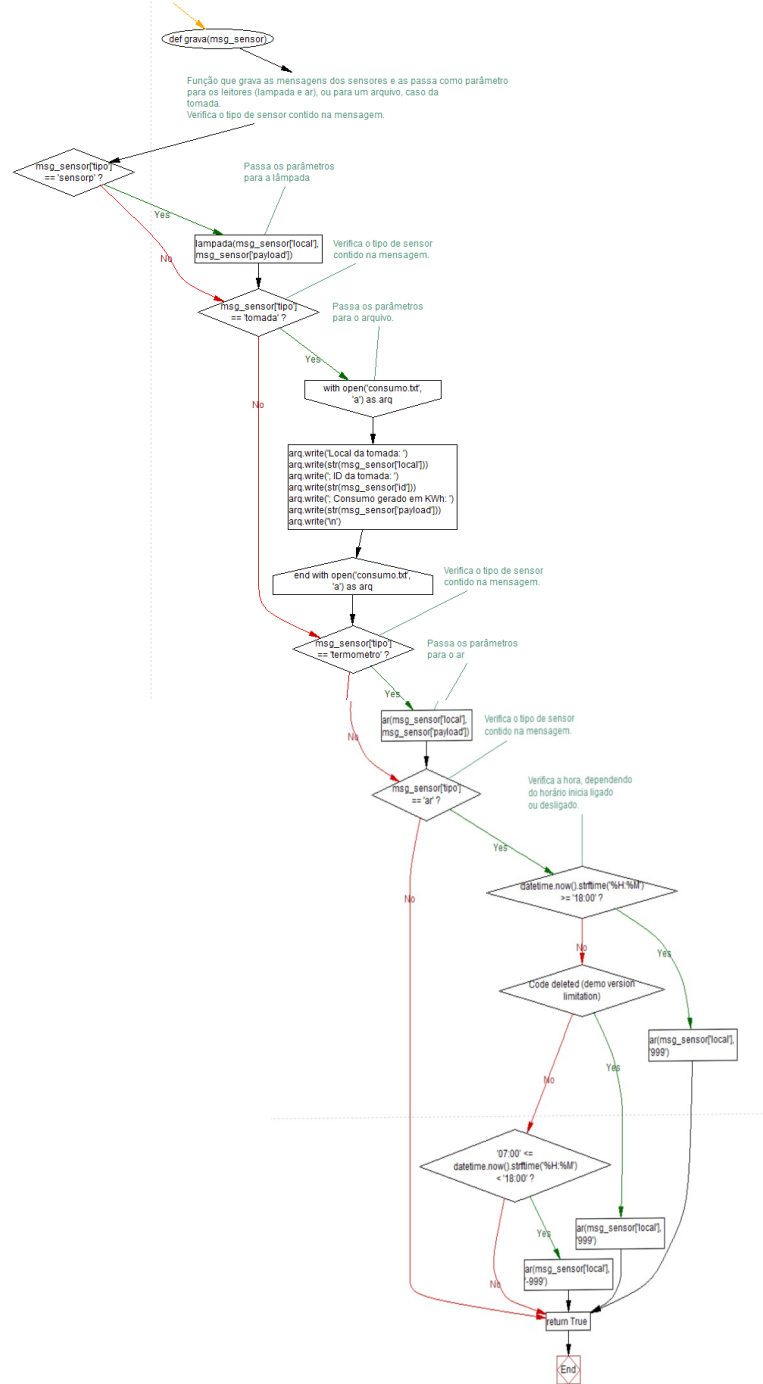 def grava(msg_sensor)
Função que grava as mensagens dos sensores e as passa como parâmetro
para os leitores (lampada e ar), ou para um arquivo, caso da
tomada.
Verifica o tipo de sensor contido na mensagem.
msg_sensor['tipo']
== 'sensorp' ?
Passa os parâmetros
para a lâmpada
Yes
No
lampada(msg_sensor['local'],
msg_sensor['payload'])
Verifica o tipo de sensor
contido na mensagem.
msg_sensor['tipo']
== 'tomada' ?
Passa os parâmetros
para o arquivo.
Yes
No
with open('consumo.txt',
'a') as arq
arq.write('Local da tomada: ')
arq.write(str(msg_sensor['local']))
arq.write('; ID da tomada: ')
arq.write(str(msg_sensor['id']))
arq.write('; Consumo gerado em KWh: ')
arq.write(str(msg_sensor['payload']))
arq.write('\n')
end with open('consumo.txt',
'a') as arq
Verifica o tipo de sensor
contido na mensagem.
msg_sensor['tipo']
== 'termometro' ?
Passa os parâmetros
para o ar
Yes
No
ar(msg_sensor['local'],
msg_sensor['payload'])
Verifica o tipo de sensor
contido na mensagem.
msg_sensor['tipo']
== 'ar' ?
Verifica a hora, dependendo
do horário inicia ligado
ou desligado.
Yes
No
datetime.now().strftime('%H:%M')
>= '18:00' ?
No
Yes
Code deleted (demo version
limitation)
ar(msg_sensor['local'],
'999')
No
Yes
'07:00' <=
datetime.now().strftime('%H:%M')
< '18:00' ?
Yes
No
ar(msg_sensor['local'],
'999')
ar(msg_sensor['local'],
'-999')
return True
End